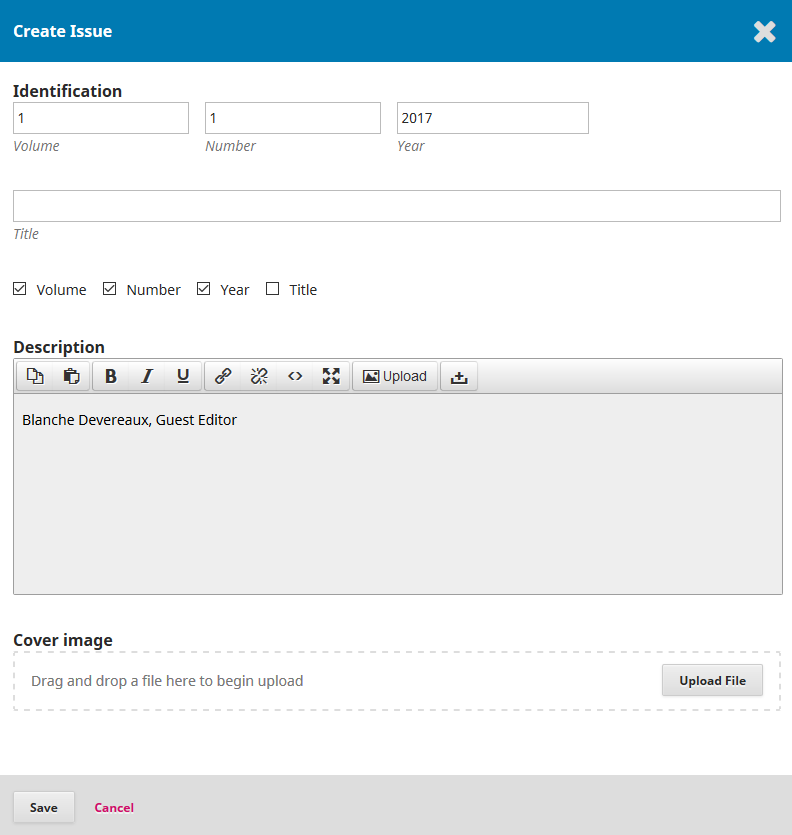 Create Issue
Identification
1 1 2017
Volume Number Year
Title
Volume Number Year Title
Description
B I U Upload
Blanche Devereaux, Guest Editor
Cover image
Drag and drop a file here to begin upload Upload File
Save Cancel